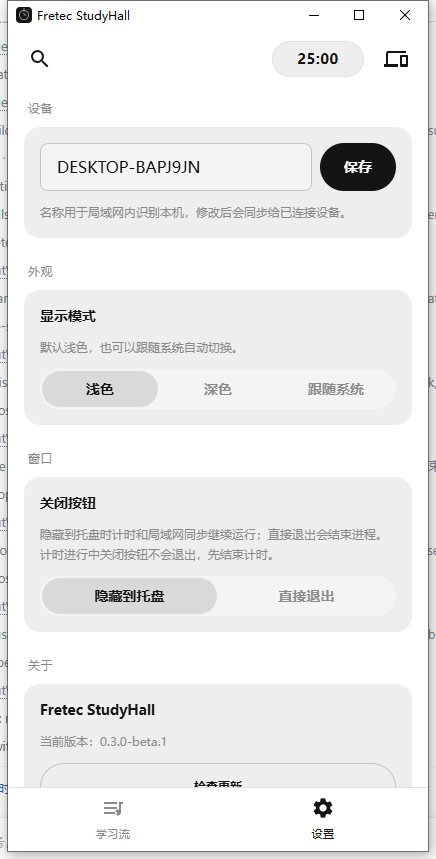 Fretec StudyHall
25:00
设备
DESKTOP-BAPJ9JN
保存
名称用于局域网内识别本机，修改后会同步给已连接设备。
外观
显示模式
默认浅色，也可以跟随系统自动切换。
浅色 深色 跟随系统
窗口
关闭按钮
隐藏到托盘时计时和局域网同步继续运行；直接退出会结束进程。
计时进行中关闭按钮不会退出，先结束计时。
隐藏到托盘 直接退出
关于
Fretec StudyHall
当前版本：0.3.0-beta.1
检查更新
学习流 设置